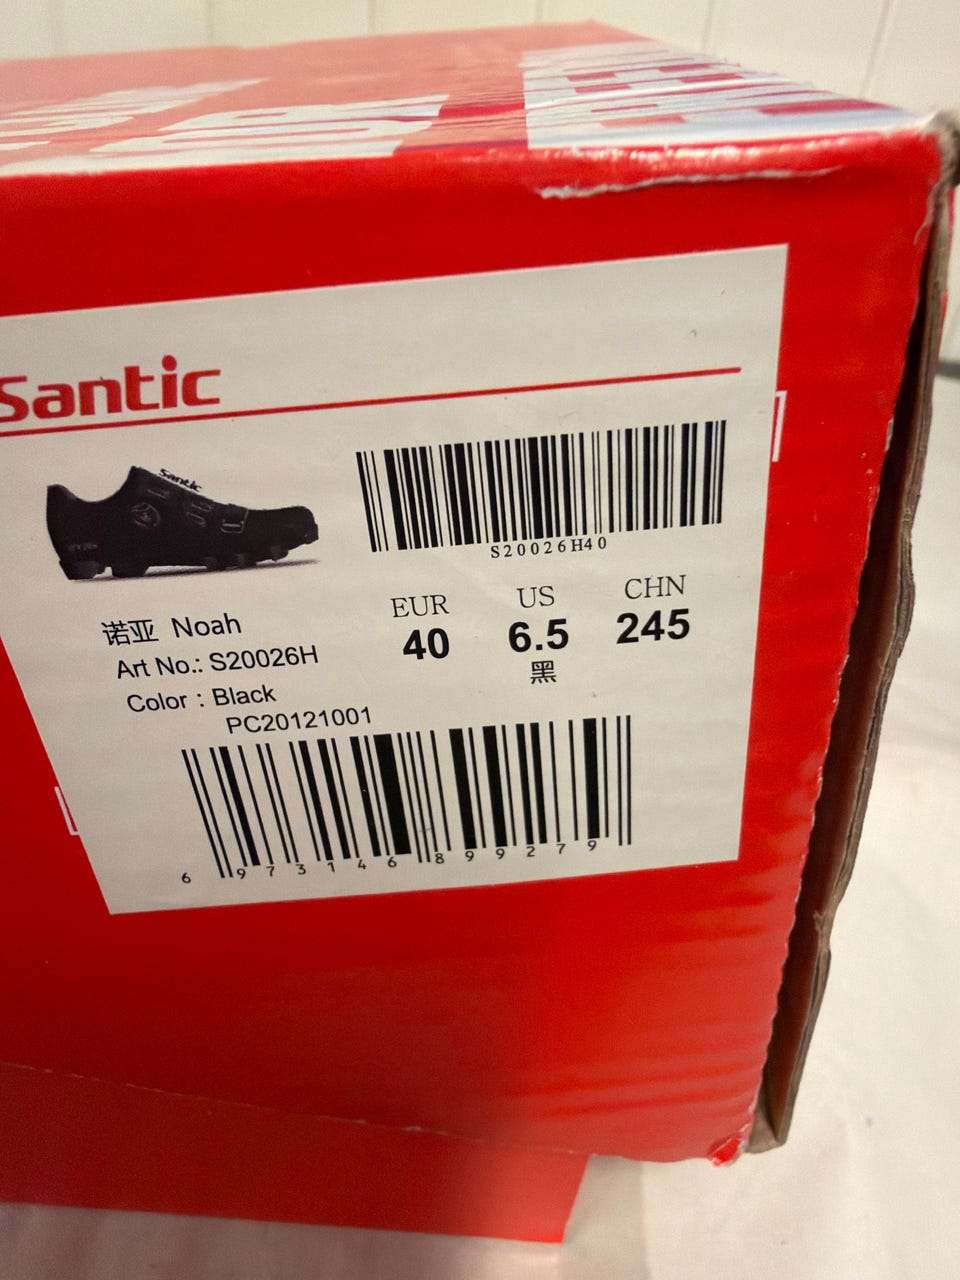 Santic
Santic
S20026H40
EUR US CHN
40 6.5 245
黑
诺亚 Noah
Art No.: S20026H
Color : Black
PC20121001
6 973146 899279